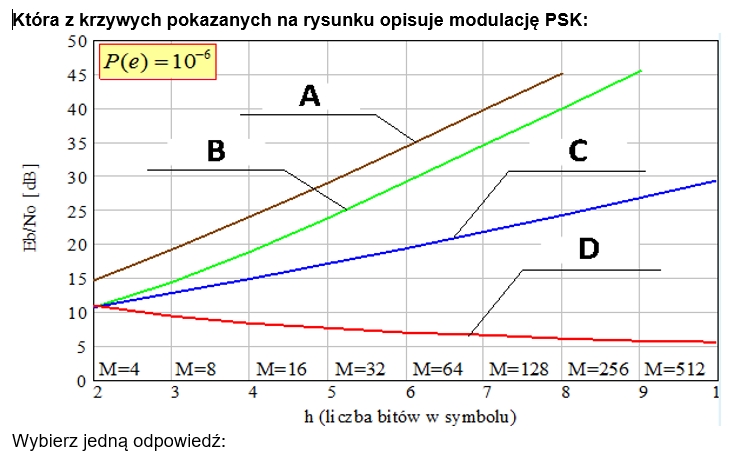 Która z krzywych pokazanych na rysunku opisuje modulację PSK:
50
P(e) = 10⁻⁶
45
A
40
35
B
C
30
Eb/No [dB]
25
20
D
15
10
5
M=4 M=8 M=16 M=32 M=64 M=128 M=256 M=512
0
2 3 4 5 6 7 8 9 1
h (liczba bitów w symbolu)
Wybierz jedną odpowiedź: